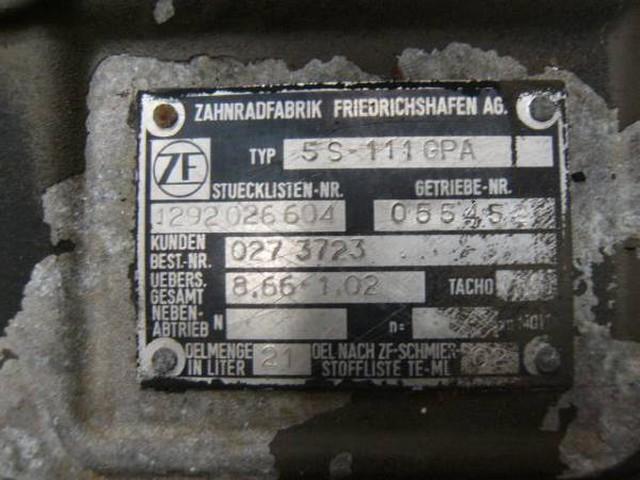 ZAHNRADFABRIK FRIEDRICHSHAFEN AG.
ZF TYP 5 S-111 GPA
STUECKLISTEN-NR. GETRIEBE-NR.
1292 026 604
KUNDEN BEST.-NR. 027 3723
UEBERS. GESAMT 8,66-1,02 TACHO
NEBEN-ABTRIEB N n=
OELMENGE IN LITER 21 OEL NACH ZF-SCHMIER-
STOFFLISTE TE-ML 02